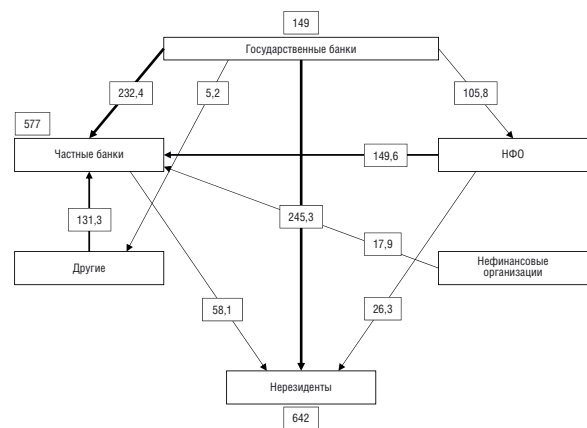 149
Государственные банки
232,4
5,2
105,8
577
Частные банки
149,6
НФО
131,3
245,3
17,9
Другие
Нефинансовые
организации
58,1
26,3
Нерезиденты
642